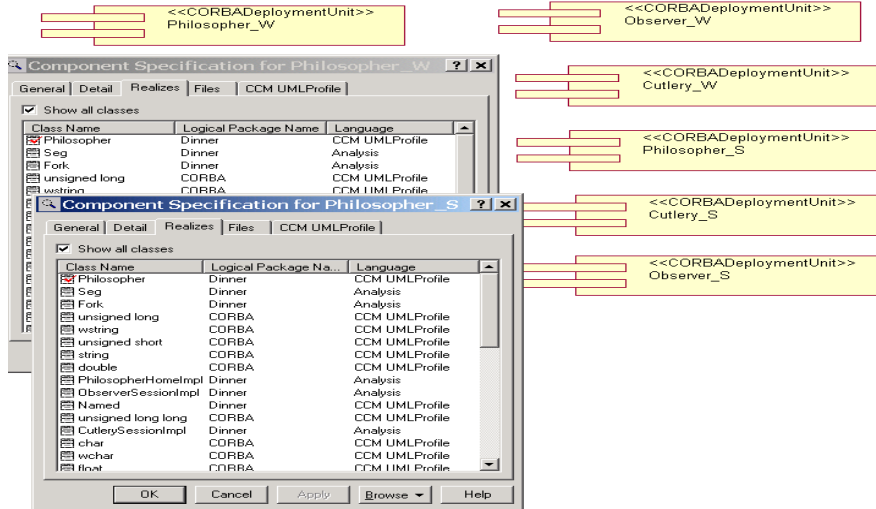 <<CORBADeploymentUnit>>
Philosopher_W
<<CORBADeploymentUnit>>
Observer_W
<<CORBADeploymentUnit>>
Cutlery_W
<<CORBADeploymentUnit>>
Philosopher_S
<<CORBADeploymentUnit>>
Cutlery_S
<<CORBADeploymentUnit>>
Observer_S
Component Specification for Philosopher_W
General Detail Realizes Files CCM UMLProfile
Show all classes
Class Name Logical Package Name Language
Philosopher Dinner CCM UMLProfile
Seg Dinner Analysis
Fork Dinner Analysis
unsigned long CORBA CCM UMLProfile
wstring CORBA CCM UMLProfile
Component Specification for Philosopher_S
General Detail Realizes Files CCM UMLProfile
Show all classes
Class Name Logical Package Na... Language
Philosopher Dinner CCM UMLProfile
Seg Dinner Analysis
Fork Dinner Analysis
unsigned long CORBA CCM UMLProfile
wstring CORBA CCM UMLProfile
unsigned short CORBA CCM UMLProfile
string CORBA CCM UMLProfile
double CORBA CCM UMLProfile
PhilosopherHomeImpl Dinner Analysis
ObserverSessionImpl Dinner Analysis
Named Dinner CCM UMLProfile
unsigned long long CORBA CCM UMLProfile
CutlerySessionImpl Dinner Analysis
char CORBA CCM UMLProfile
wchar CORBA CCM UMLProfile
float CORBA CCM UMLProfile
OK Cancel Apply Browse Help